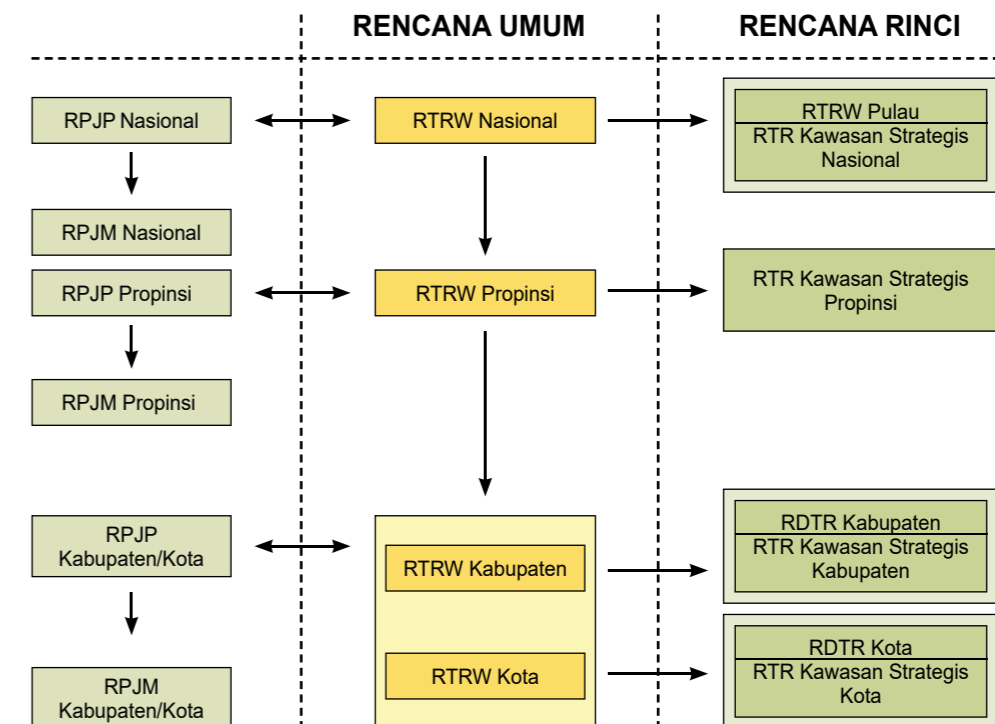 RENCANA UMUM
RENCANA RINCI
RPJP Nasional
RTRW Nasional
RTRW Pulau
RTR Kawasan Strategis
Nasional
RPJM Nasional
RPJP Propinsi
RTRW Propinsi
RTR Kawasan Strategis
Propinsi
RPJM Propinsi
RPJP
Kabupaten/Kota
RTRW Kabupaten
RDTR Kabupaten
RTR Kawasan Strategis
Kabupaten
RPJM
Kabupaten/Kota
RTRW Kota
RDTR Kota
RTR Kawasan Strategis
Kota